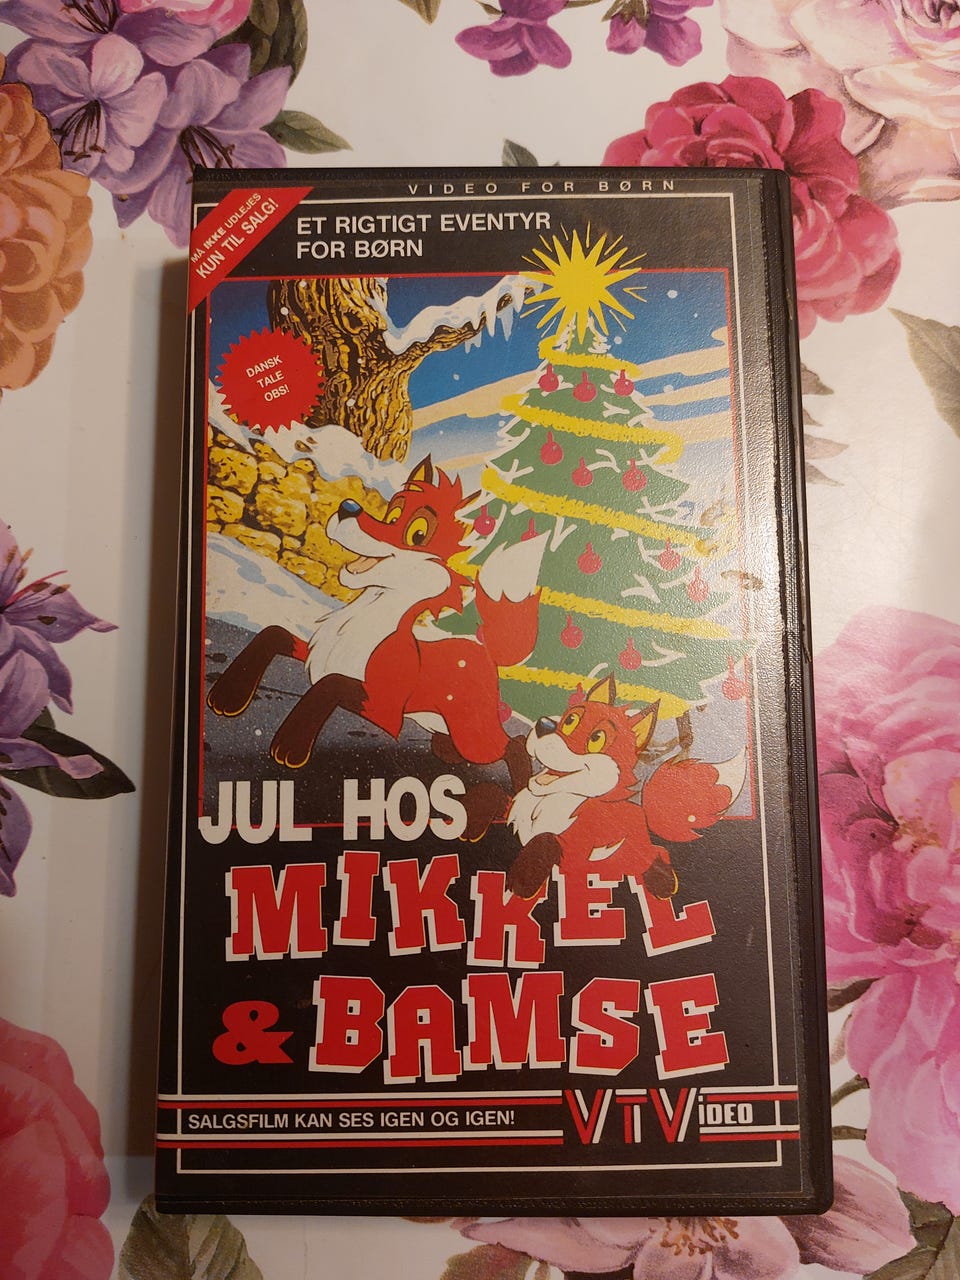 VIDEO FOR BØRN
MÅ IKKE UDLEJES
KUN TIL SALG!
ET RIGTIGT EVENTYR
FOR BØRN
DANSK
TALE
OBS!
JUL HOS
MIKKEL
& BAMSE
SALGSFILM KAN SES IGEN OG IGEN!
VTViDEO